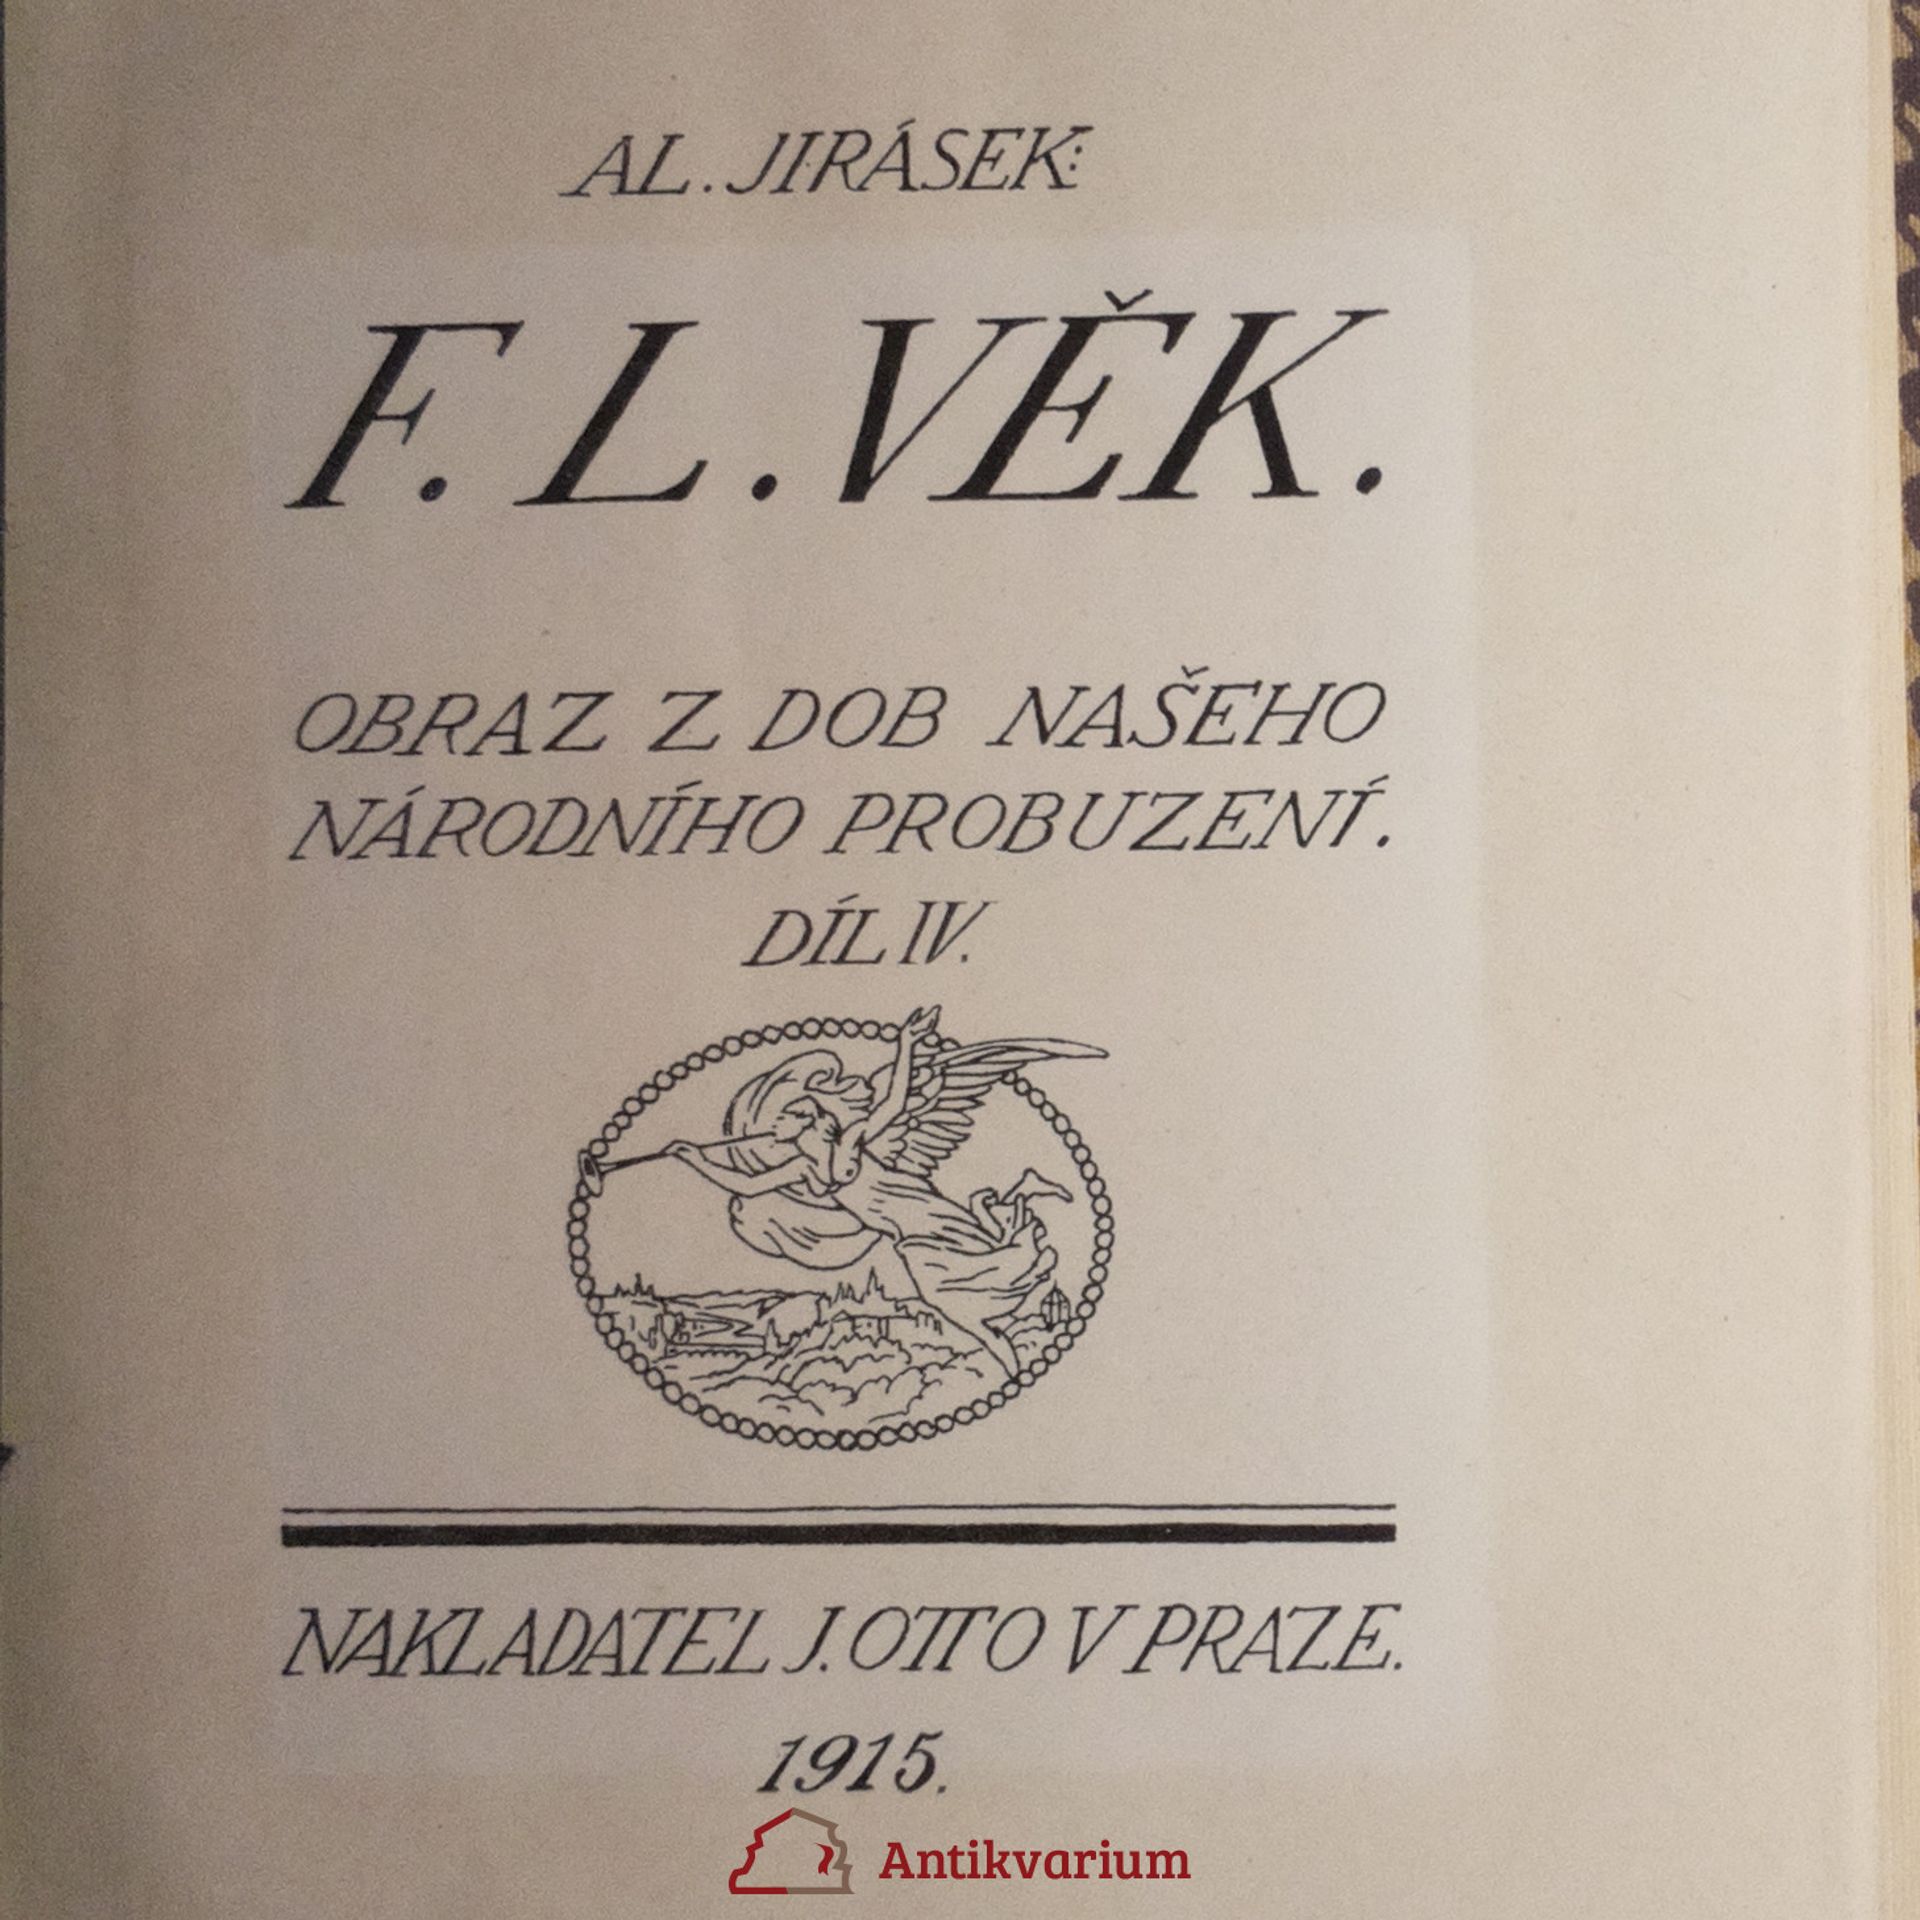 AL. JIRÁSEK:
F. L. VĚK.
OBRAZ Z DOB NAŠEHO
NÁRODNÍHO PROBUZENÍ.
DÍL IV.
NAKLADATEL J. OTTO V PRAZE.
1915.
Antikvarium